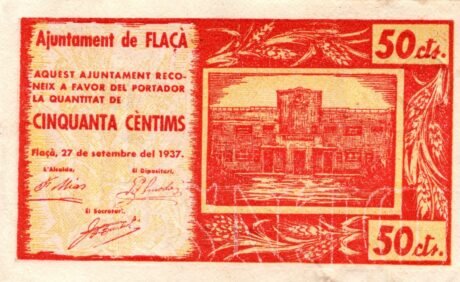 Ajuntament de FLAÇÀ
AQUEST AJUNTAMENT RECO-
NEIX A FAVOR DEL PORTADOR
LA QUANTITAT DE
CINQUANTA CÈNTIMS
Flaçà, 27 de setembre del 1937.
L'Alcalde, El Dipositari,
El Secretari,
50 cts.
50 cts.